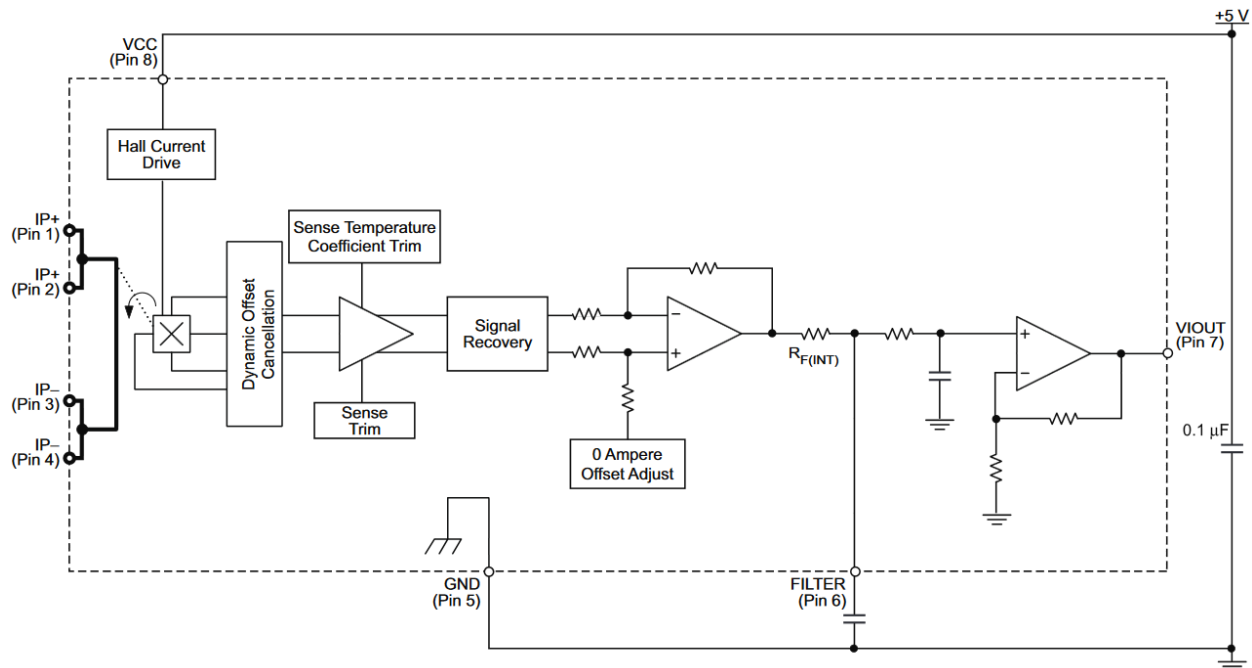 +5 V
VCC
(Pin 8)
Hall Current
Drive
IP+
(Pin 1)
IP+
(Pin 2)
IP–
(Pin 3)
IP–
(Pin 4)
Dynamic Offset
Cancellation
Sense Temperature
Coefficient Trim
Sense
Trim
Signal
Recovery
0 Ampere
Offset Adjust
–
+
RF(INT)
+
–
VIOUT
(Pin 7)
0.1 μF
GND
(Pin 5)
FILTER
(Pin 6)